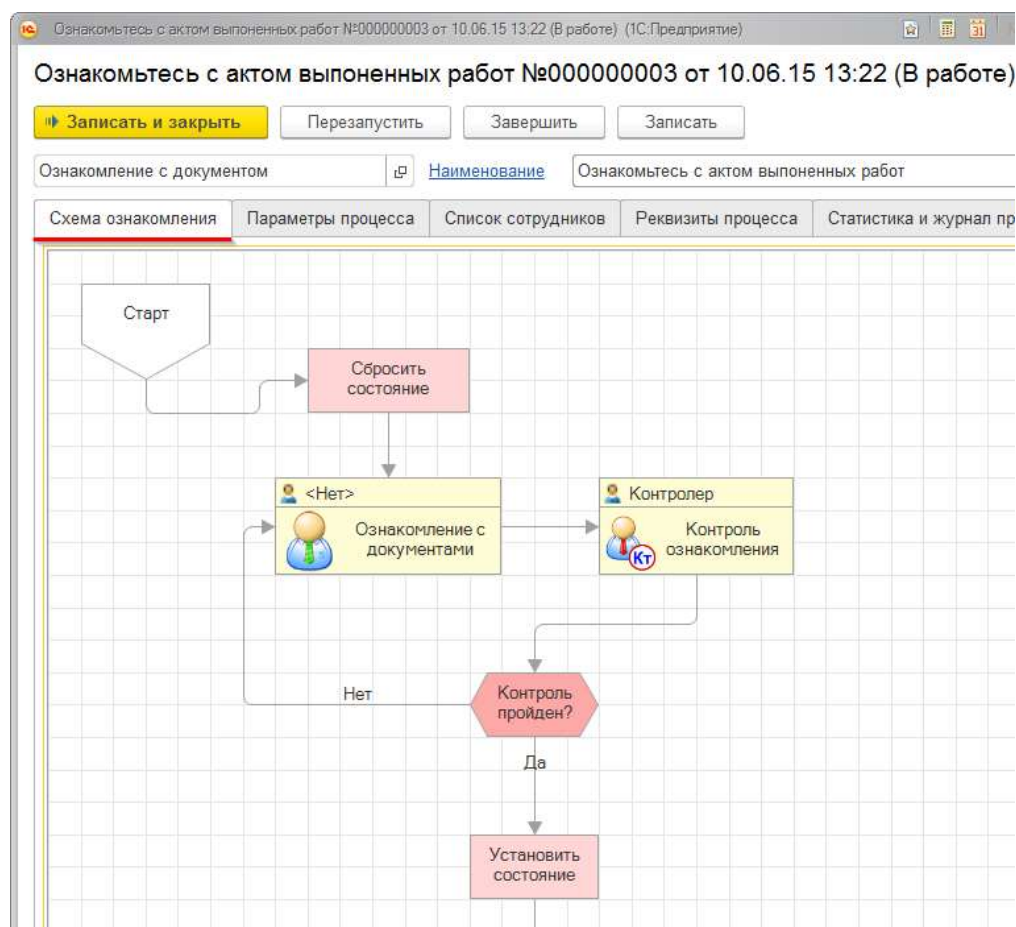 Ознакомьтесь с актом выпоненных работ №000000003 от 10.06.15 13:22 (В работе) (1С:Предприятие)
Ознакомьтесь с актом выпоненных работ №000000003 от 10.06.15 13:22 (В работе)
Записать и закрыть Перезапустить Завершить Записать
Ознакомление с документом Наименование Ознакомьтесь с актом выпоненных работ
Схема ознакомления Параметры процесса Список сотрудников Реквизиты процесса Статистика и журнал пр
Старт
Сбросить
состояние
<Нет>
Ознакомление с
документами
Контролер
Контроль
ознакомления
Кт
Нет
Контроль
пройден?
Да
Установить
состояние